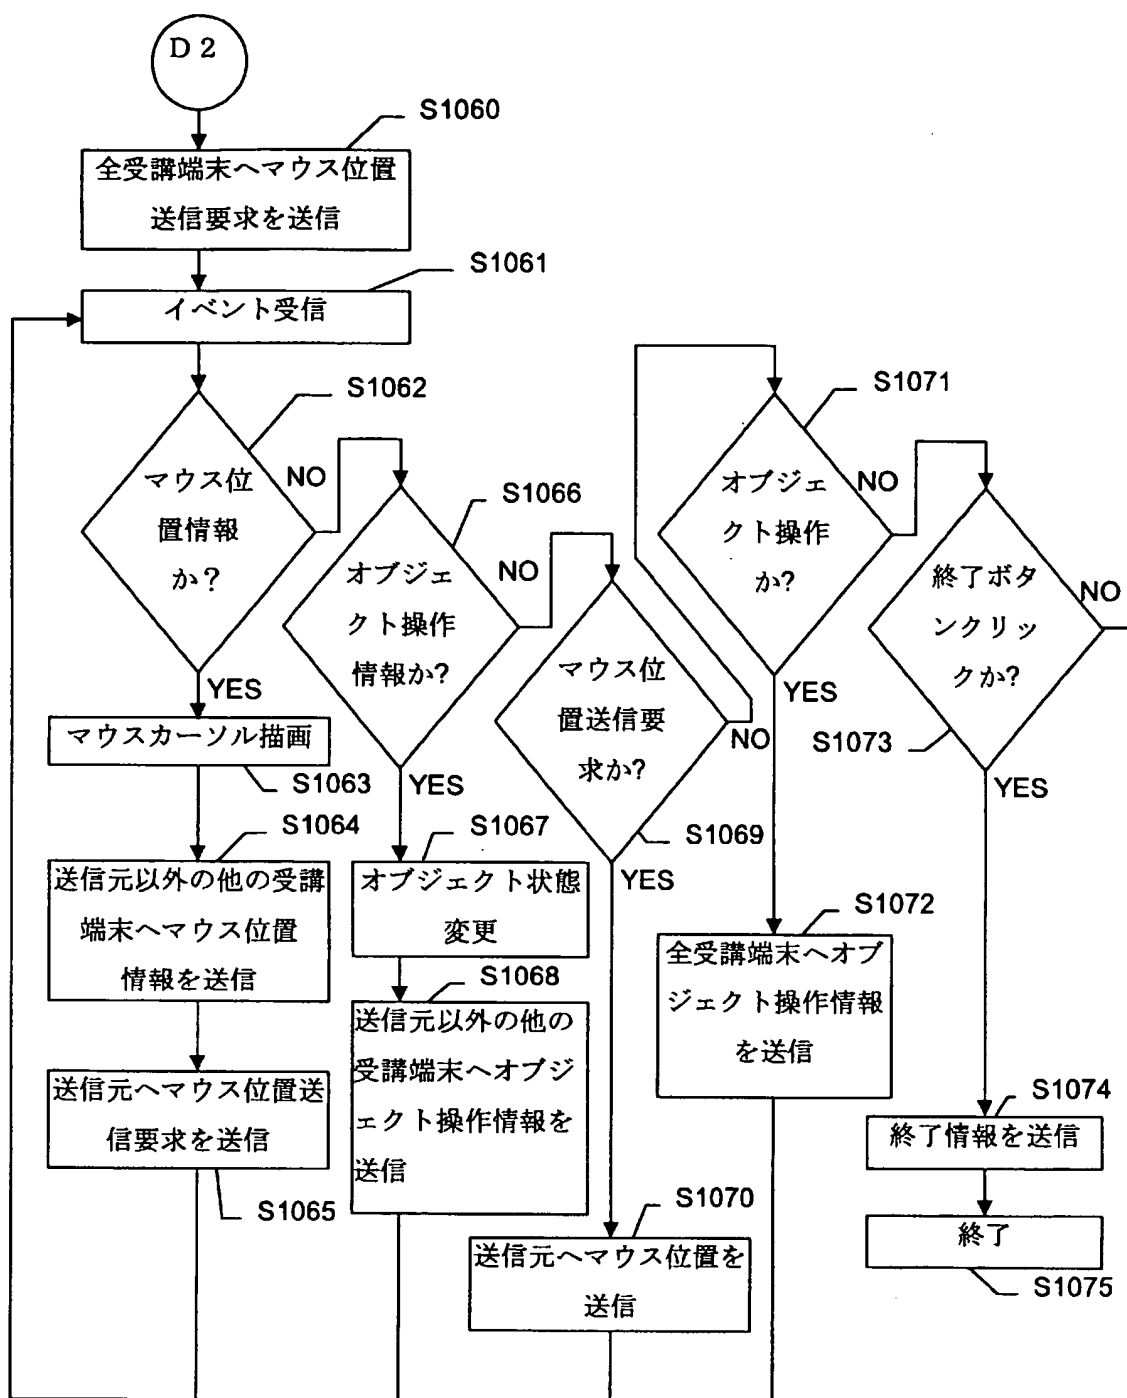 D 2
S1060
全受講端末へマウス位置
送信要求を送信
S1061
イベント受信
S1062
マウス位
置情報
か？
NO
YES
マウスカーソル描画
S1063
S1064
送信元以外の他の受講
端末へマウス位置
情報を送信
送信元へマウス位置送
信要求を送信
S1065
S1066
オブジェ
クト操作
情報か?
NO
YES
S1067
オブジェクト状態
変更
S1068
送信元以外の他の
受講端末へオブジ
ェクト操作情報を
送信
マウス位
置送信要
求か?
NO
S1069
YES
S1070
送信元へマウス位置を
送信
S1071
オブジェ
クト操作
か?
NO
YES
S1072
全受講端末へオブ
ジェクト操作情報
を送信
終了ボタ
ンクリッ
クか?
NO
S1073
YES
S1074
終了情報を送信
終了
S1075